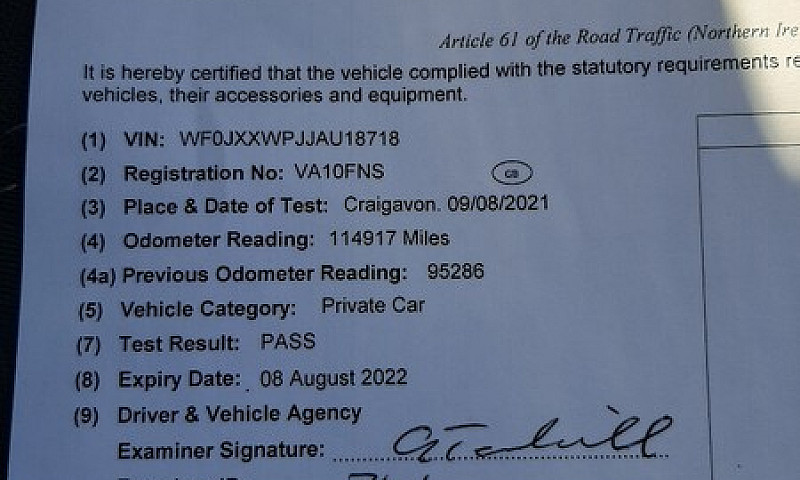 Article 61 of the Road Traffic (Northern Ire
It is hereby certified that the vehicle complied with the statutory requirements re
vehicles, their accessories and equipment.
(1) VIN: WF0JXXWPJJAU18718
(2) Registration No: VA10FNS GB
(3) Place & Date of Test: Craigavon. 09/08/2021
(4) Odometer Reading: 114917 Miles
(4a) Previous Odometer Reading: 95286
(5) Vehicle Category: Private Car
(7) Test Result: PASS
(8) Expiry Date: 08 August 2022
(9) Driver & Vehicle Agency
Examiner Signature: